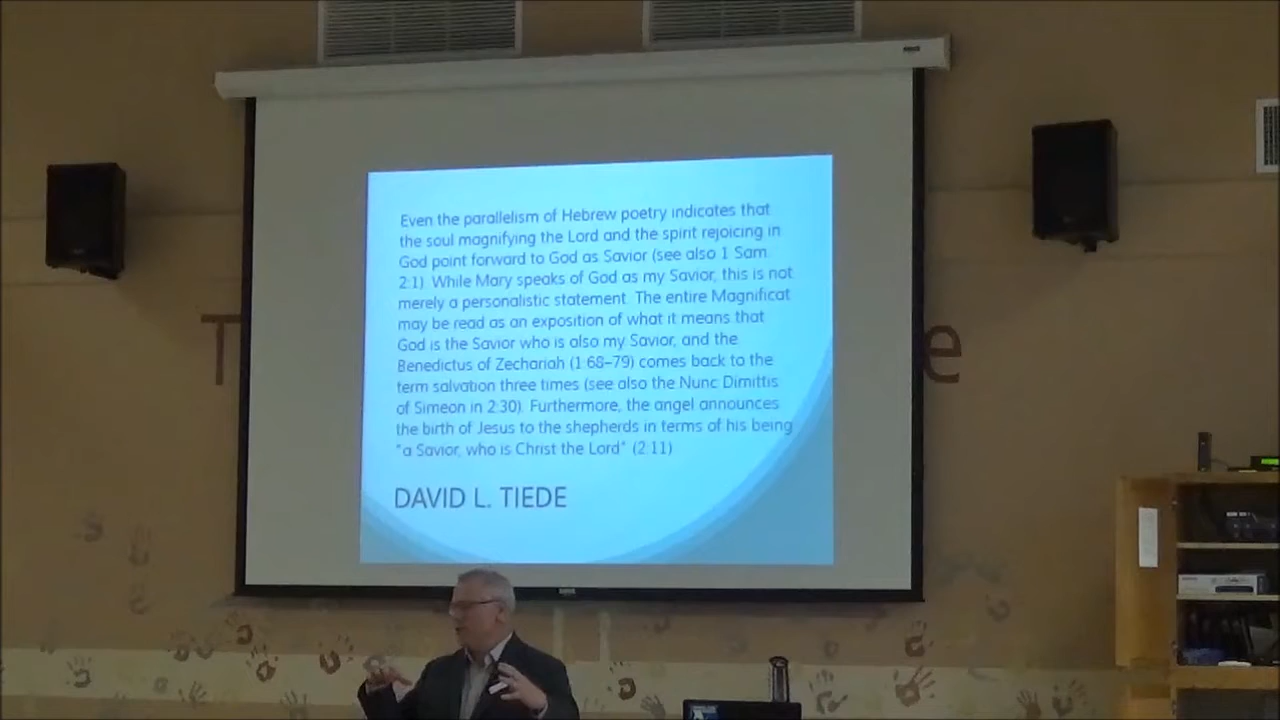 Even the parallelism of Hebrew poetry indicates that
the soul magnifying the Lord and the spirit rejoicing in
God point forward to God as Savior (see also 1 Sam.
2:1). While Mary speaks of God as my Savior, this is not
merely a personalistic statement. The entire Magnificat
may be read as an exposition of what it means that
God is the Savior who is also my Savior, and the
Benedictus of Zechariah (1:68–79) comes back to the
term salvation three times (see also the Nunc Dimittis
of Simeon in 2:30). Furthermore, the angel announces
the birth of Jesus to the shepherds in terms of his being
"a Savior, who is Christ the Lord" (2:11)
DAVID L. TIEDE
T
e